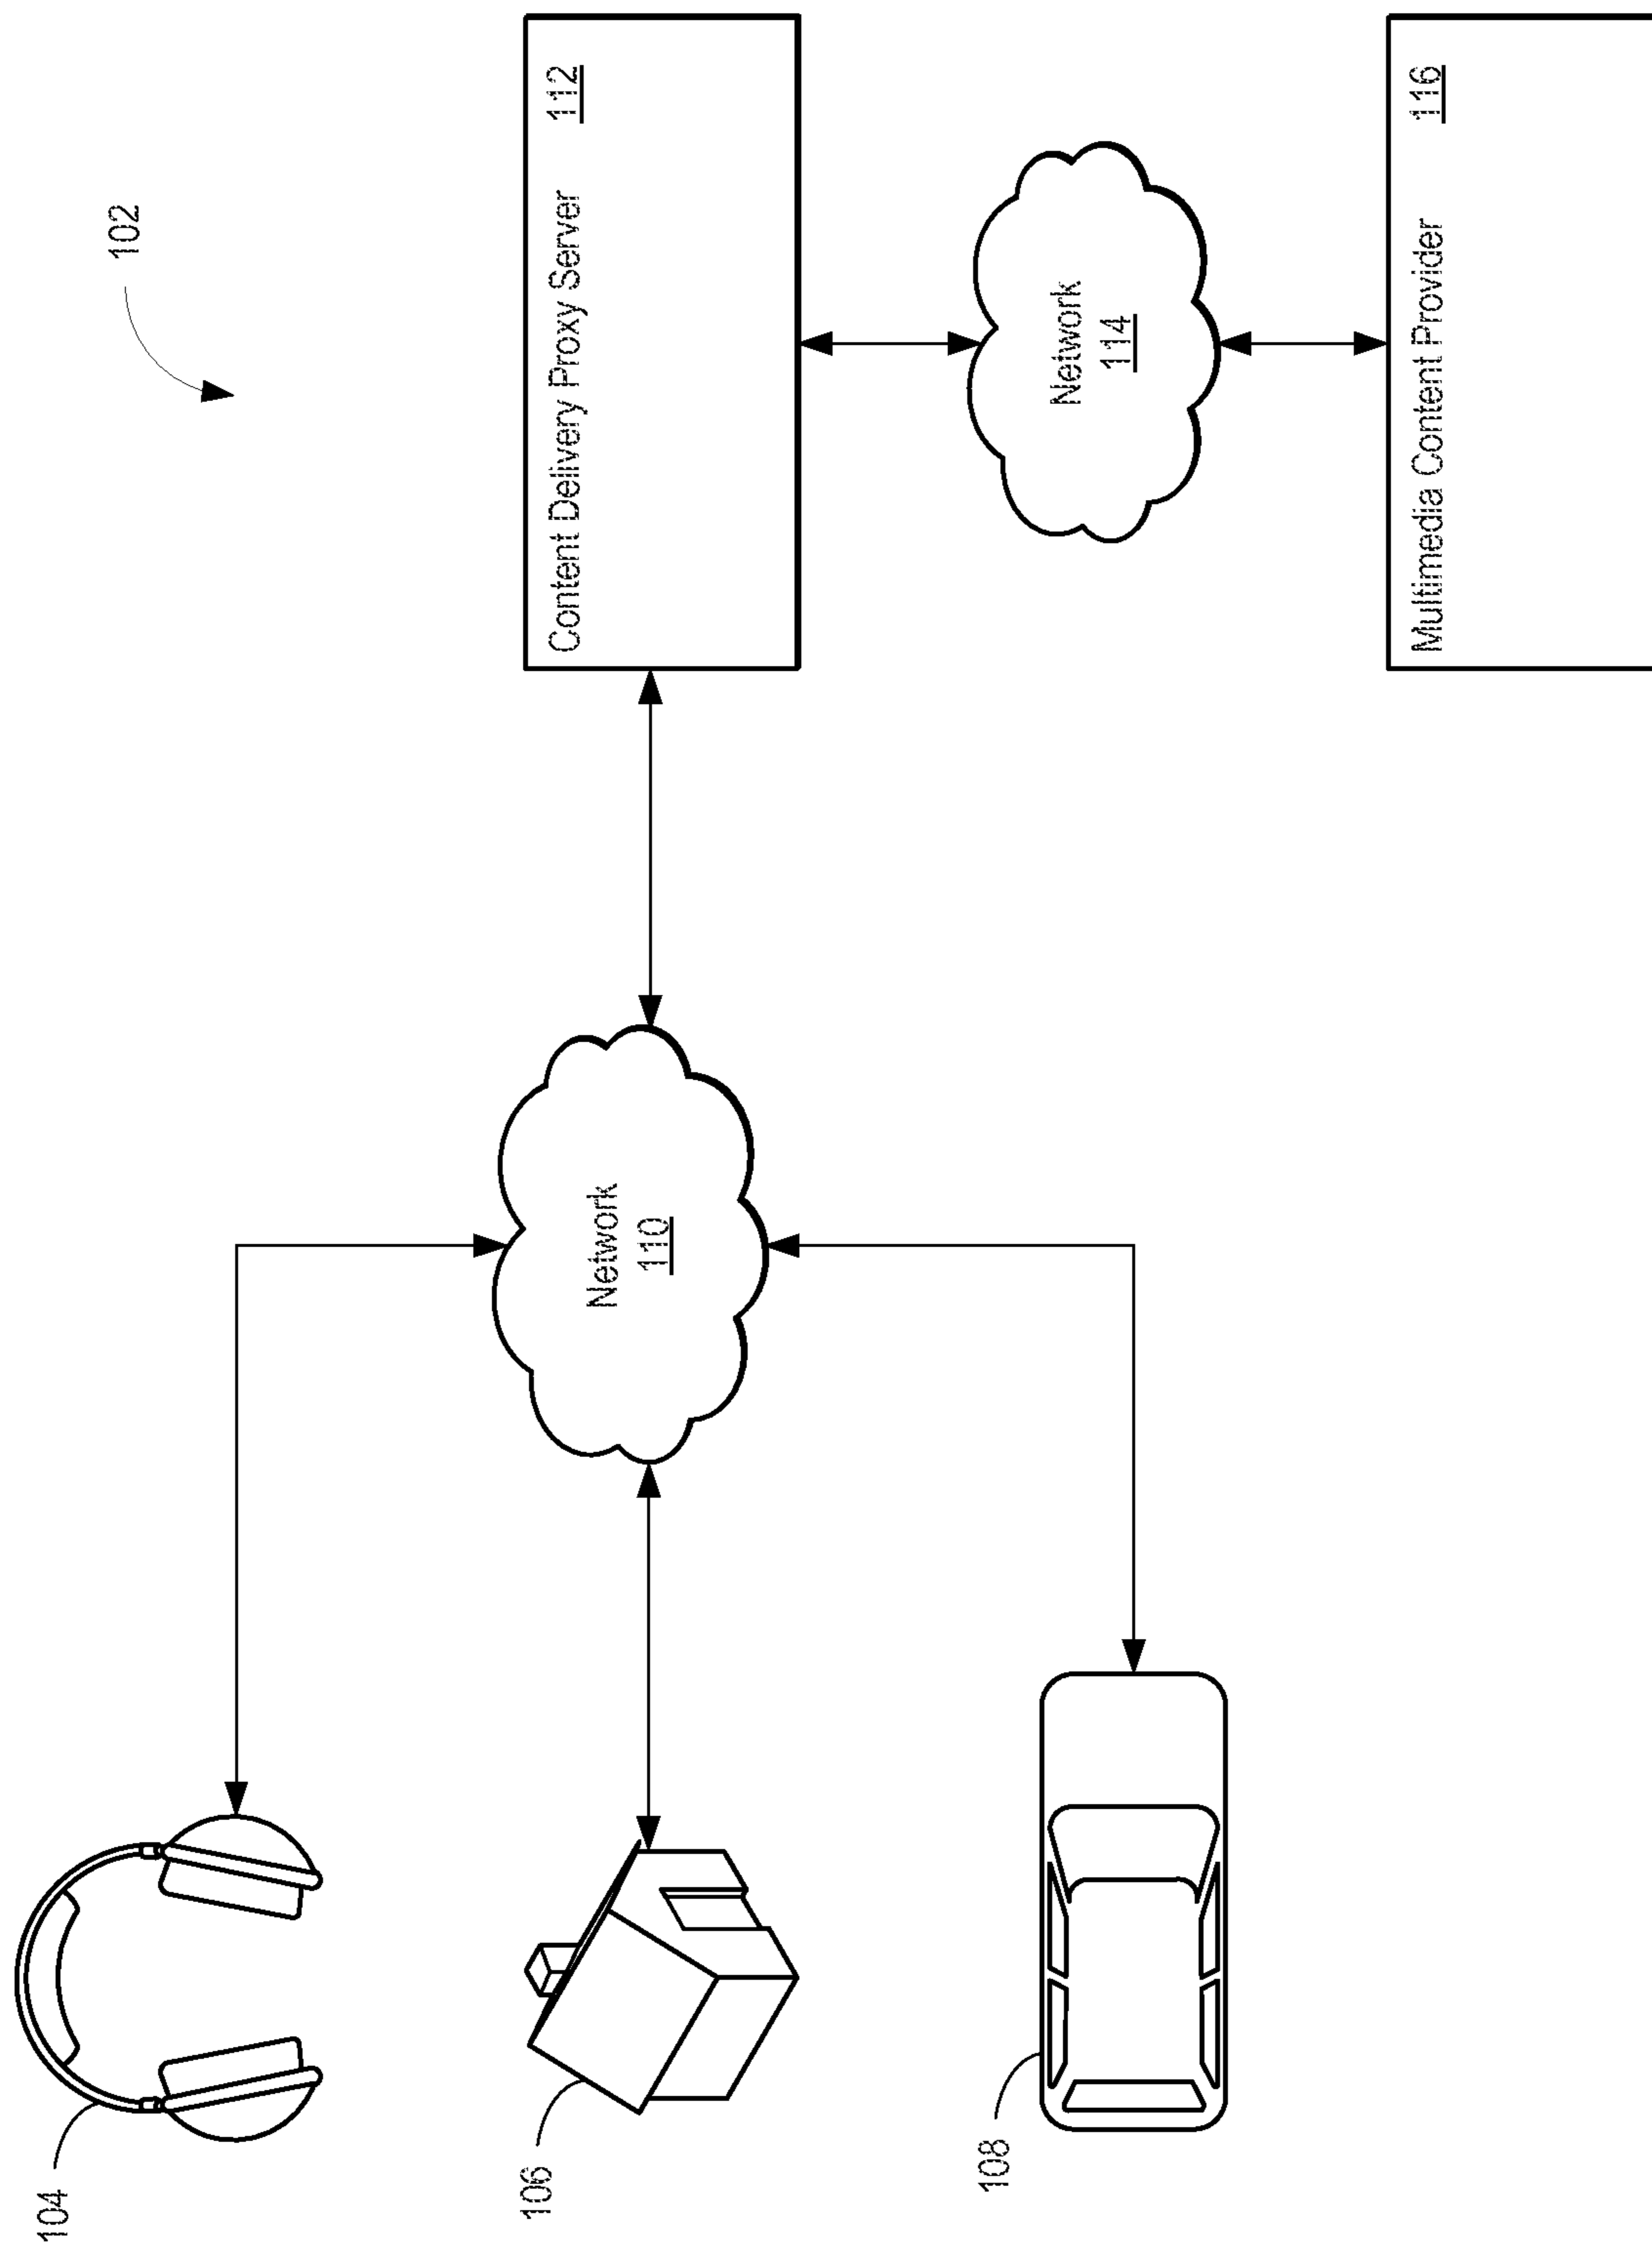 102
104
106
108
Network
110
Content Delivery Proxy Server 112
Network
114
Multimedia Content Provider 116